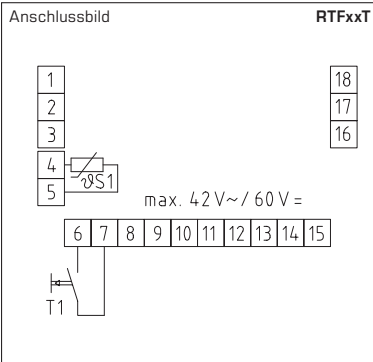 Anschlussbild RTFxxT
1 18
2 17
3 16
4 ϑS1
5
max. 42 V~/ 60 V =
6 7 8 9 10 11 12 13 14 15
T1